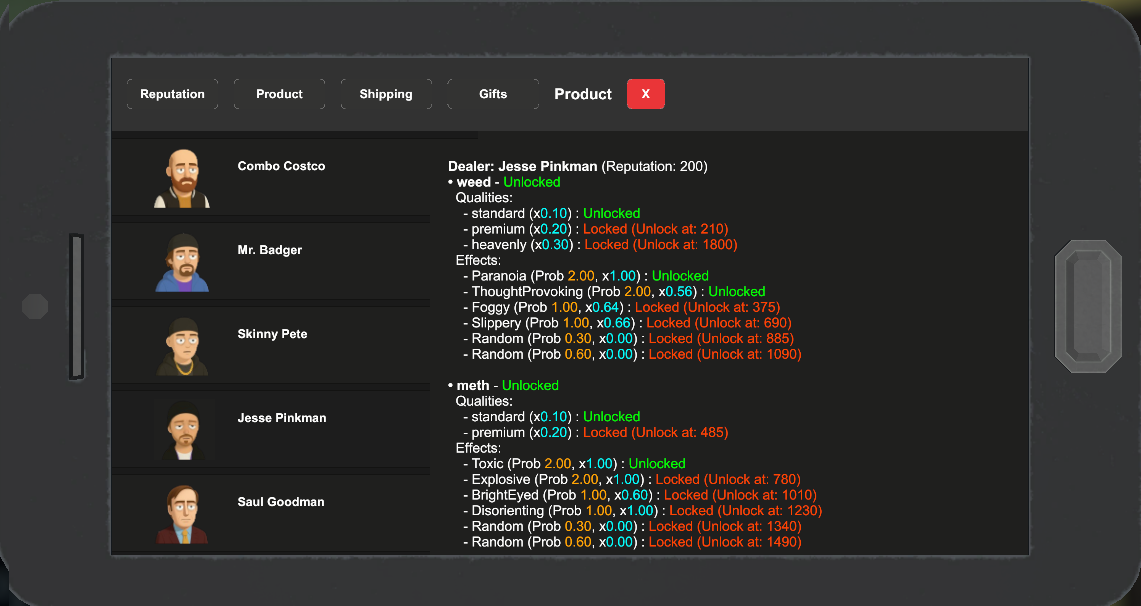 Reputation Product Shipping Gifts Product X
Combo Costco
Mr. Badger
Skinny Pete
Jesse Pinkman
Saul Goodman
Dealer: Jesse Pinkman (Reputation: 200)
• weed - Unlocked
Qualities:
- standard (x0.10) : Unlocked
- premium (x0.20) : Locked (Unlock at: 210)
- heavenly (x0.30) : Locked (Unlock at: 1800)
Effects:
- Paranoia (Prob 2.00, x1.00) : Unlocked
- ThoughtProvoking (Prob 2.00, x0.56) : Unlocked
- Foggy (Prob 1.00, x0.64) : Locked (Unlock at: 375)
- Slippery (Prob 1.00, x0.66) : Locked (Unlock at: 690)
- Random (Prob 0.30, x0.00) : Locked (Unlock at: 885)
- Random (Prob 0.60, x0.00) : Locked (Unlock at: 1090)
• meth - Unlocked
Qualities:
- standard (x0.10) : Unlocked
- premium (x0.20) : Locked (Unlock at: 485)
Effects:
- Toxic (Prob 2.00, x1.00) : Unlocked
- Explosive (Prob 2.00, x1.00) : Locked (Unlock at: 780)
- BrightEyed (Prob 1.00, x0.60) : Locked (Unlock at: 1010)
- Disorienting (Prob 1.00, x1.00) : Locked (Unlock at: 1230)
- Random (Prob 0.30, x0.00) : Locked (Unlock at: 1340)
- Random (Prob 0.60, x0.00) : Locked (Unlock at: 1490)